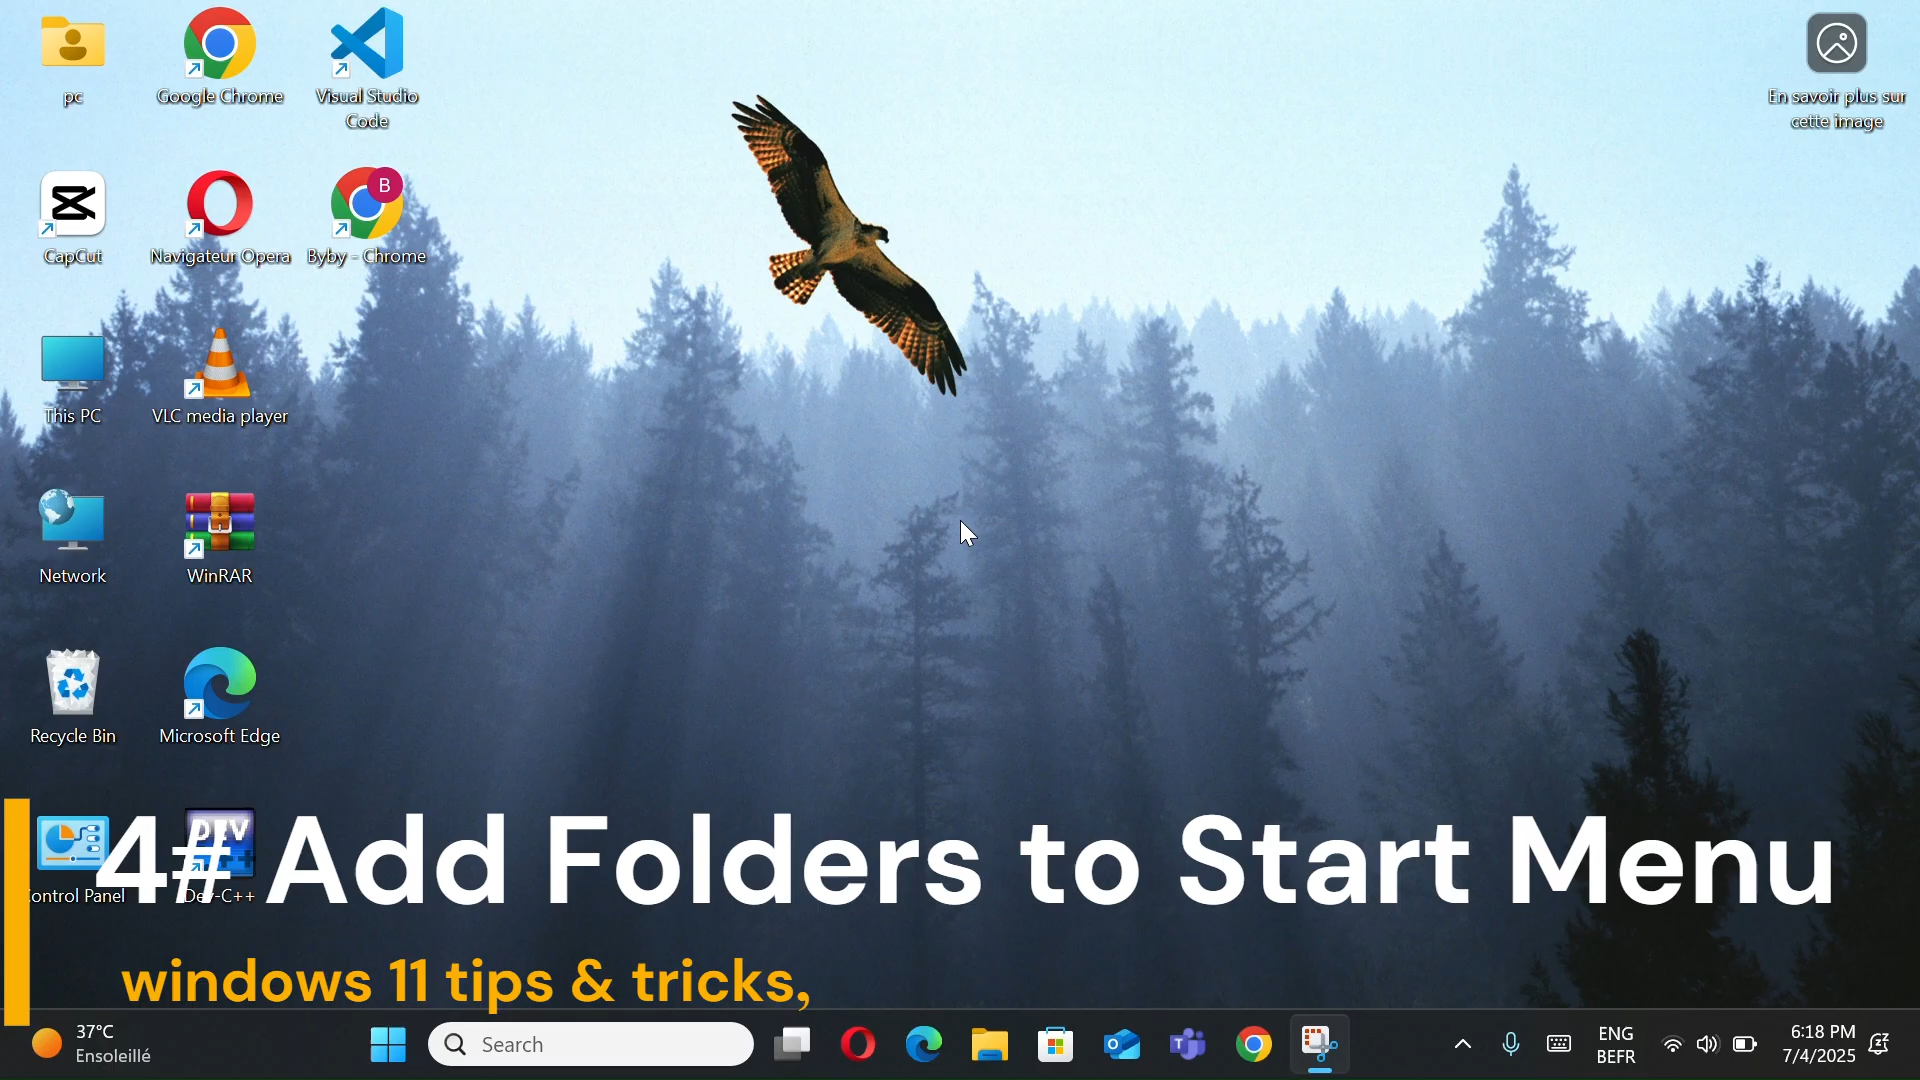 pc
Google Chrome
Visual Studio
Code
En savoir plus sur
cette image
CapCut
Navigateur Opera
B
Byby - Chrome
This PC
VLC media player
Network
WinRAR
Recycle Bin
Microsoft Edge
ontrol Panel
DEV
Dev-C++
4# Add Folders to Start Menu
windows 11 tips & tricks,
37°C
Ensoleillé
Search
ENG
BEFR
6:18 PM
7/4/2025